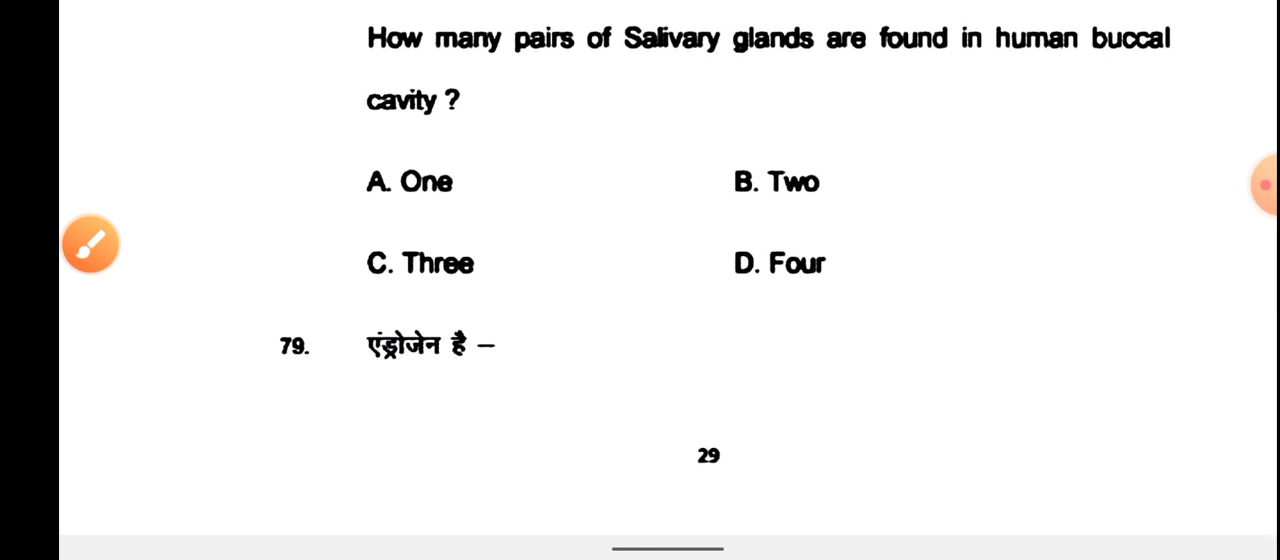 How many pairs of Salivary glands are found in human buccal
cavity ?
A. One B. Two
C. Three D. Four
79. एंड्रोजेन है –
29